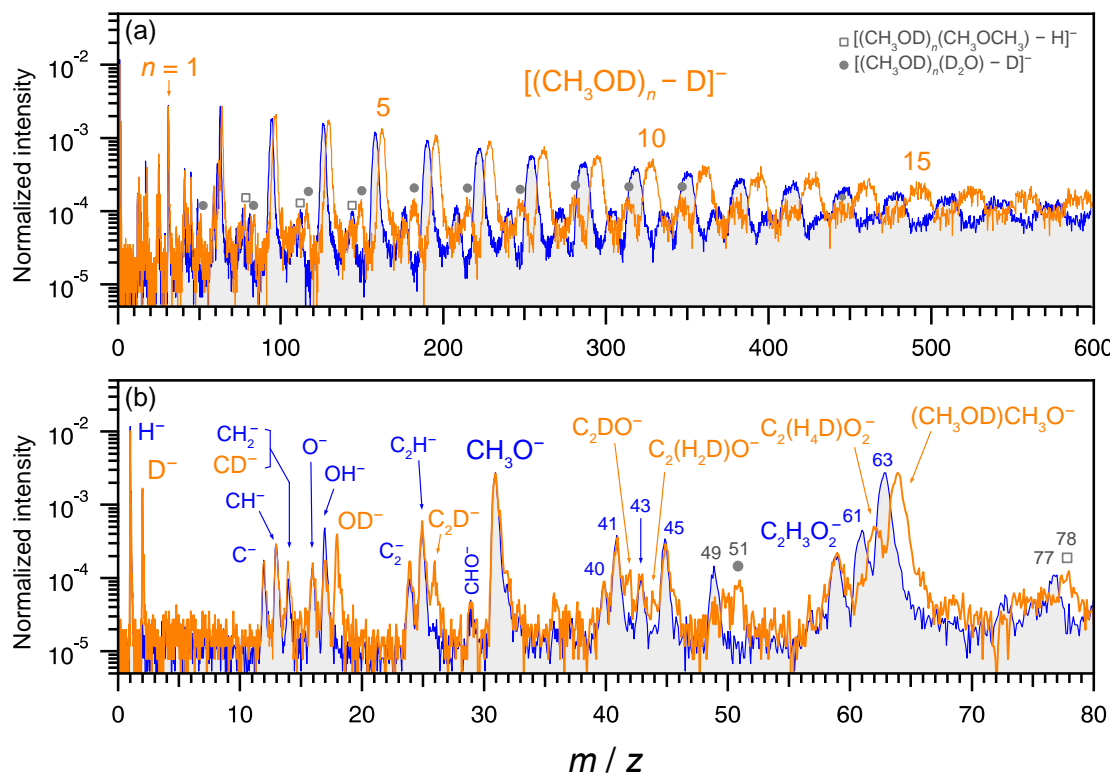 (a)
[(CH₃OD)ₙ(CH₃OCH₃) − H]⁻
[(CH₃OD)ₙ(D₂O) − D]⁻
n = 1
[(CH₃OD)ₙ − D]⁻
5
10
15
Normalized intensity
10⁻²
10⁻³
10⁻⁴
10⁻⁵
0 100 200 300 400 500 600
(b)
H⁻
D⁻
CH₂⁻
CD⁻
CH⁻
C⁻
O⁻
OH⁻
OD⁻
C₂H⁻
C₂D⁻
C₂⁻
CHO⁻
CH₃O⁻
C₂DO⁻
C₂(H₂D)O⁻
40
41
43
45
49
51
C₂(H₄D)O₂⁻
(CH₃OD)CH₃O⁻
C₂H₃O₂⁻
61
63
77
78
Normalized intensity
10⁻²
10⁻³
10⁻⁴
10⁻⁵
0 10 20 30 40 50 60 70 80
m / z